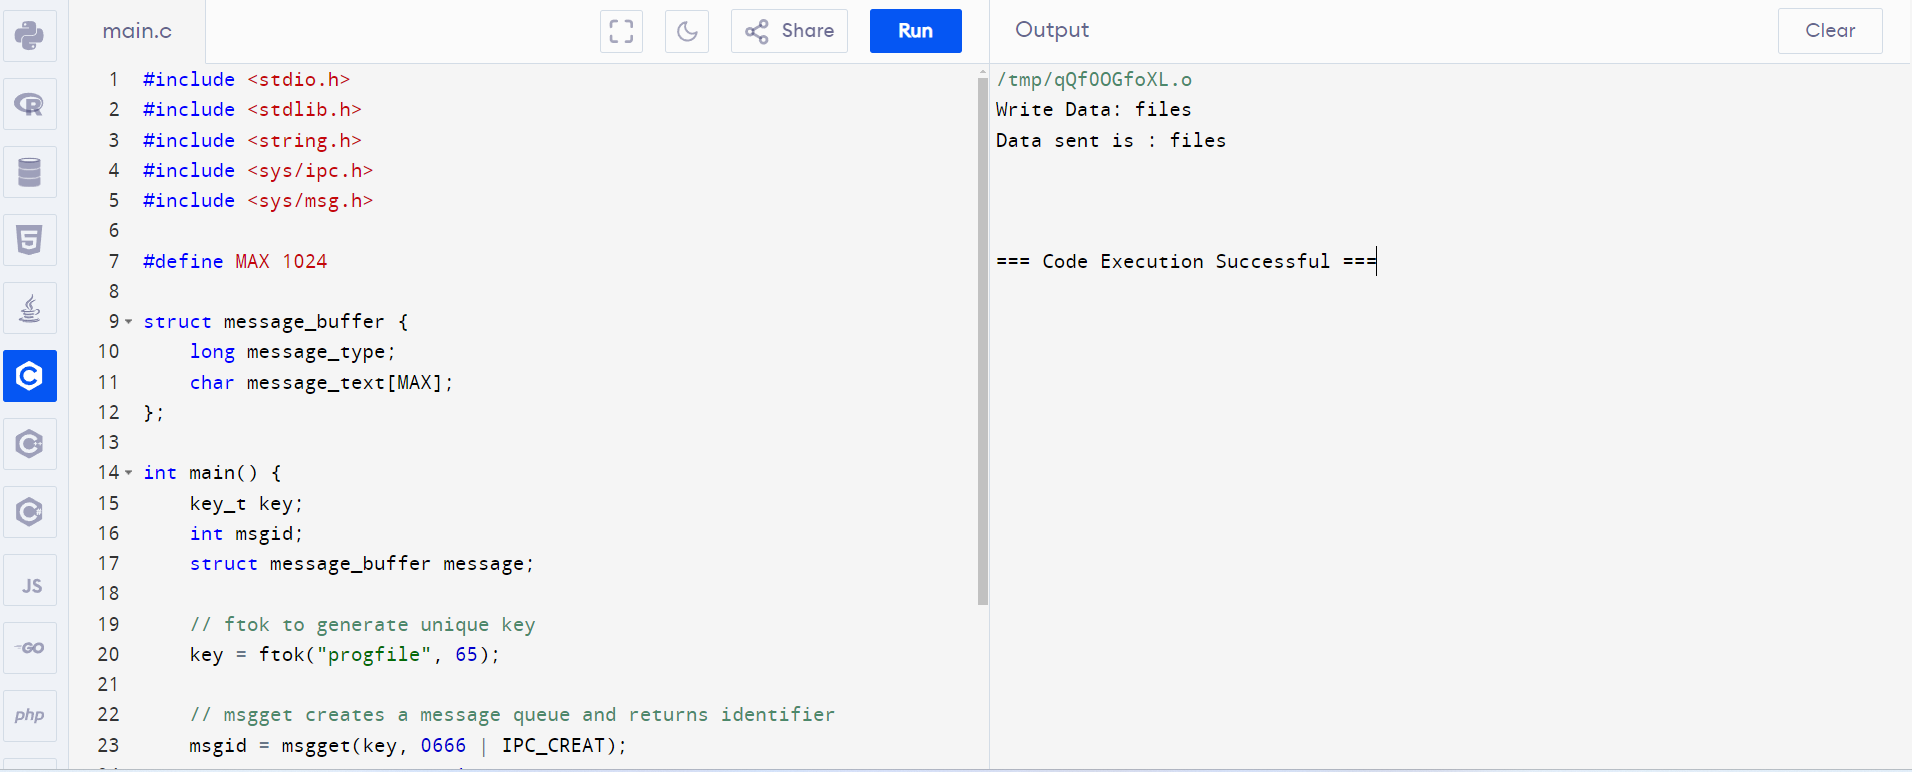 main.c
Share
Run
Output
Clear
1 #include <stdio.h>
2 #include <stdlib.h>
3 #include <string.h>
4 #include <sys/ipc.h>
5 #include <sys/msg.h>
6
7 #define MAX 1024
8
9 struct message_buffer {
10     long message_type;
11     char message_text[MAX];
12 };
13
14 int main() {
15     key_t key;
16     int msgid;
17     struct message_buffer message;
18
19     // ftok to generate unique key
20     key = ftok("progfile", 65);
21
22     // msgget creates a message queue and returns identifier
23     msgid = msgget(key, 0666 | IPC_CREAT);
/tmp/qQf0OGfoXL.o
Write Data: files
Data sent is : files
=== Code Execution Successful ===
R
5
C
C++
C#
JS
GO
php